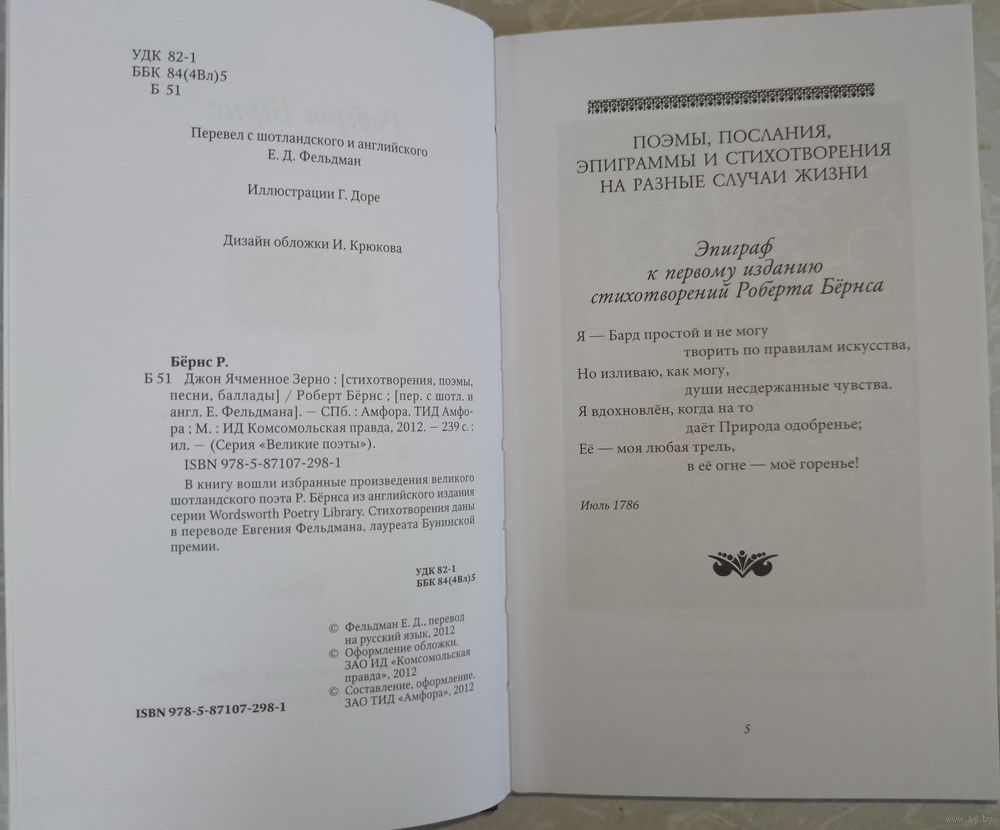 УДК 82-1
ББК 84(4Вл)5
Б 51
Перевел с шотландского и английского
Е. Д. Фельдман
Иллюстрации Г. Доре
Дизайн обложки И. Крюкова
Бёрнс Р.
Б 51 Джон Ячменное Зерно : [стихотворения, поэмы,
песни, баллады] / Роберт Бёрнс ; [пер. с шотл. и
англ. Е. Фельдмана]. — СПб. : Амфора. ТИД Амфо-
ра ; М. : ИД Комсомольская правда, 2012. — 239 с. :
ил. — (Серия «Великие поэты»).
ISBN 978-5-87107-298-1
В книгу вошли избранные произведения великого
шотландского поэта Р. Бёрнса из английского издания
серии Wordsworth Poetry Library. Стихотворения даны
в переводе Евгения Фельдмана, лауреата Бунинской
премии.
УДК 82-1
ББК 84(4Вл)5
© Фельдман Е. Д., перевод
на русский язык, 2012
© Оформление обложки.
ЗАО ИД «Комсомольская
правда», 2012
© Составление, оформление.
ЗАО ТИД «Амфора», 2012
ISBN 978-5-87107-298-1
ПОЭМЫ, ПОСЛАНИЯ,
ЭПИГРАММЫ И СТИХОТВОРЕНИЯ
НА РАЗНЫЕ СЛУЧАИ ЖИЗНИ
Эпиграф
к первому изданию
стихотворений Роберта Бёрнса
Я — Бард простой и не могу
творить по правилам искусства,
Но изливаю, как могу,
души несдержанные чувства.
Я вдохновлён, когда на то
даёт Природа одобренье;
Её — моя любая трель,
в её огне — моё горенье!
Июль 1786
5
www.ay.by